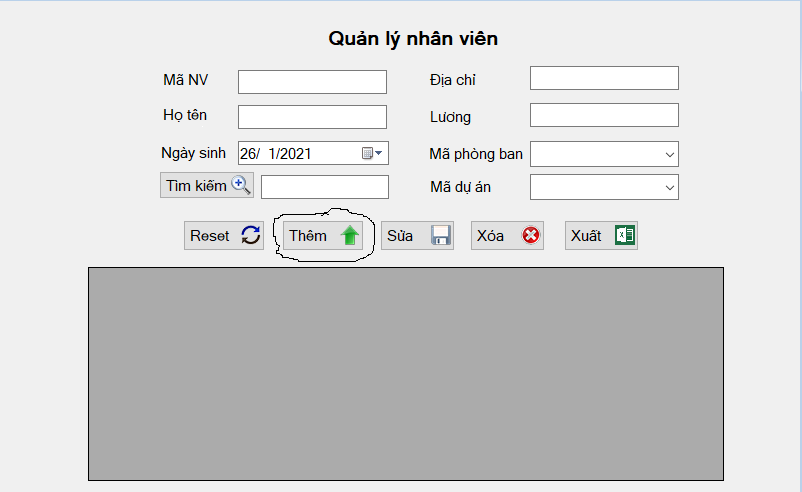 Quản lý nhân viên
Mã NV
Địa chỉ
Họ tên
Lương
Ngày sinh 26/ 1/2021
Mã phòng ban
Tìm kiếm
Mã dự án
Reset Thêm Sửa Xóa Xuất